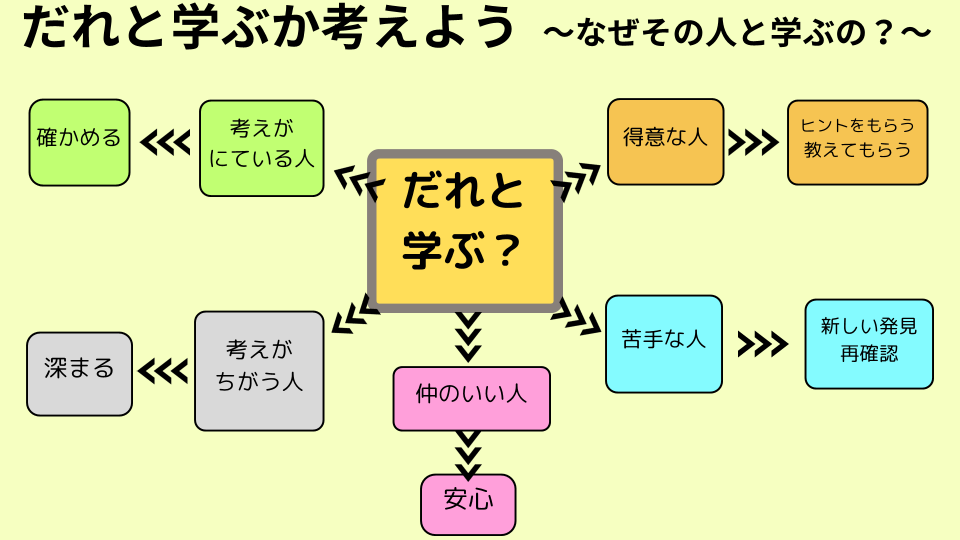 だれと学ぶか考えよう ～なぜその人と学ぶの？～
確かめる
考えが
にている人
だれと
学ぶ？
得意な人
ヒントをもらう
教えてもらう
深まる
考えが
ちがう人
仲のいい人
安心
苦手な人
新しい発見
再確認